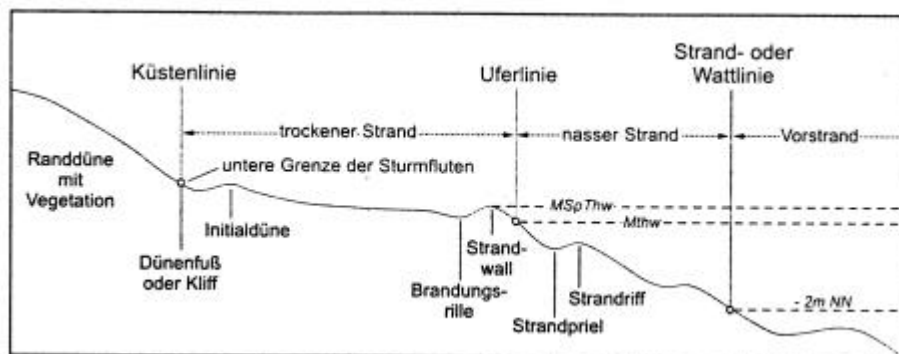 Strand- oder
Wattlinie
Küstenlinie
Uferlinie
trockener Strand
nasser Strand
Vorstrand
Randdüne
mit
Vegetation
untere Grenze der Sturmfluten
MSpThw
Mthw
Initialdüne
Strand-
wall
Dünenfuß
oder Kliff
Brandungs-
rille
Strandriff
Strandpriel
- 2m NN